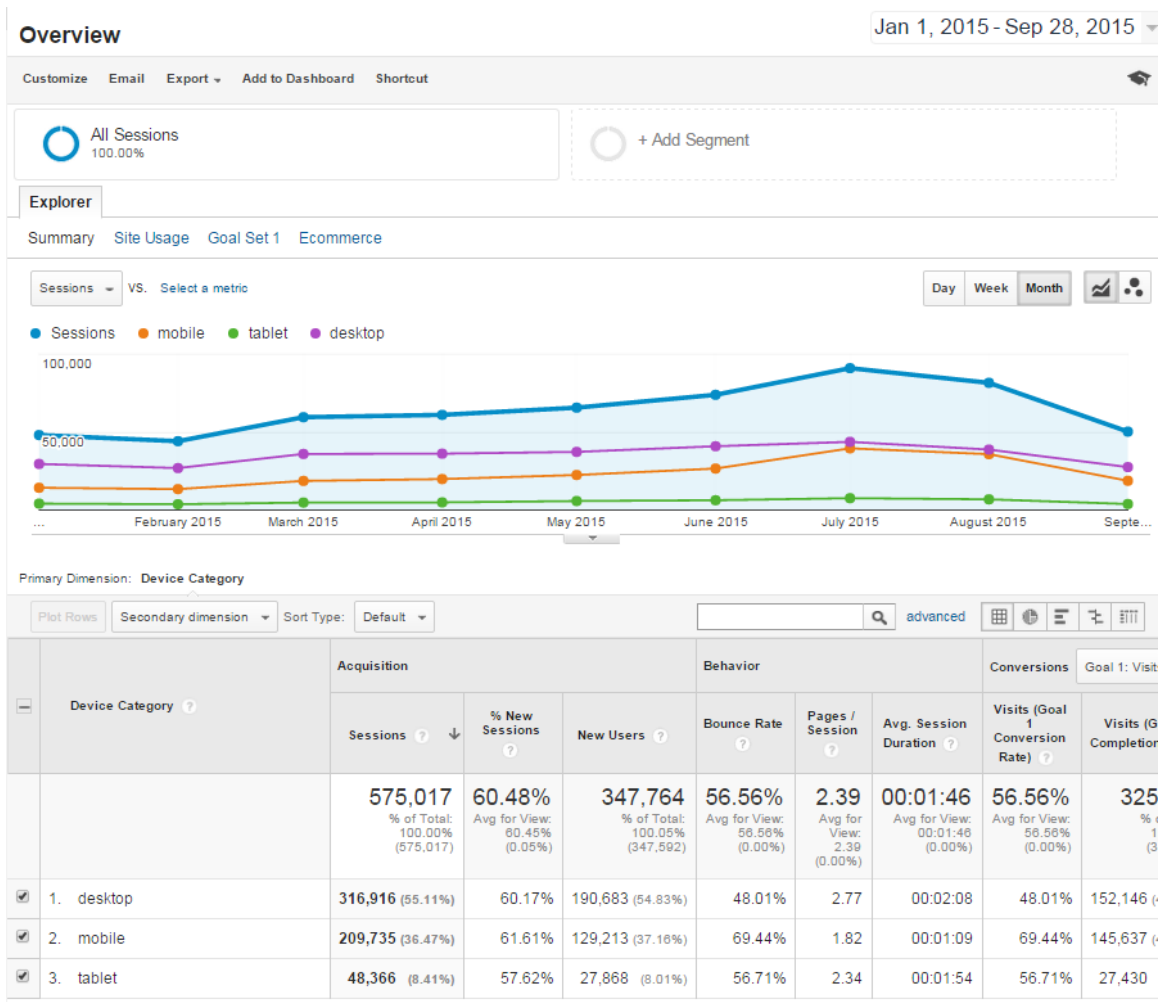 Overview
Jan 1, 2015 - Sep 28, 2015
Customize Email Export Add to Dashboard Shortcut
All Sessions
100.00%
+ Add Segment
Explorer
Summary Site Usage Goal Set 1 Ecommerce
Sessions VS. Select a metric
Day Week Month
Sessions mobile tablet desktop
100,000
50,000
... February 2015 March 2015 April 2015 May 2015 June 2015 July 2015 August 2015 Septe...
Primary Dimension: Device Category
Plot Rows Secondary dimension Sort Type: Default advanced
Acquisition Behavior Conversions Goal 1: Visit
Device Category ?
Sessions ?
% New
Sessions
?
New Users ?
Bounce Rate
?
Pages /
Session
?
Avg. Session
Duration ?
Visits (Goal
1
Conversion
Rate) ?
Visits (G
Completion
575,017
% of Total:
100.00%
(575,017)
60.48%
Avg for View:
60.45%
(0.05%)
347,764
% of Total:
100.05%
(347,592)
56.56%
Avg for View:
56.56%
(0.00%)
2.39
Avg for
View:
2.39
(0.00%)
00:01:46
Avg for View:
00:01:46
(0.00%)
56.56%
Avg for View:
56.56%
(0.00%)
325
% 
1
(3
1. desktop 316,916 (55.11%) 60.17% 190,683 (54.83%) 48.01% 2.77 00:02:08 48.01% 152,146 (
2. mobile 209,735 (36.47%) 61.61% 129,213 (37.16%) 69.44% 1.82 00:01:09 69.44% 145,637 (
3. tablet 48,366 (8.41%) 57.62% 27,868 (8.01%) 56.71% 2.34 00:01:54 56.71% 27,430